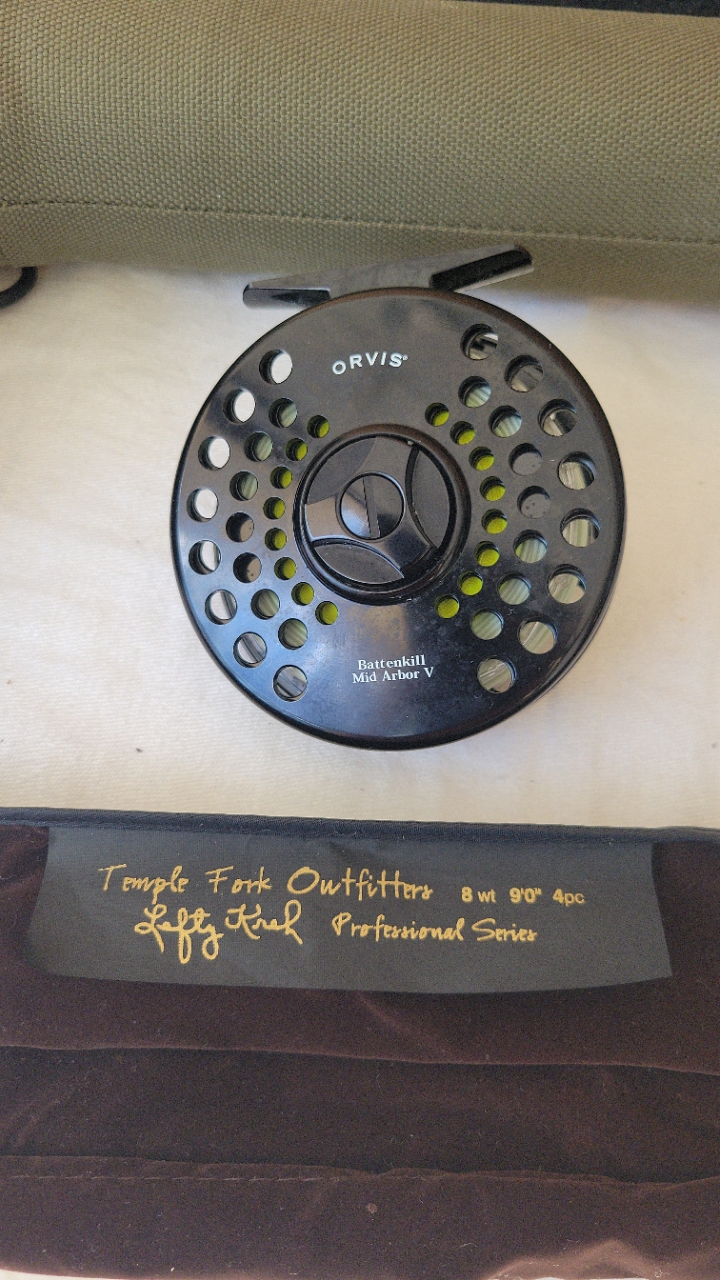 ORVIS®
Battenkill
Mid Arbor V
Temple Fork Outfitters 8 wt 9'0" 4pc
Lefty Kreh Professional Series